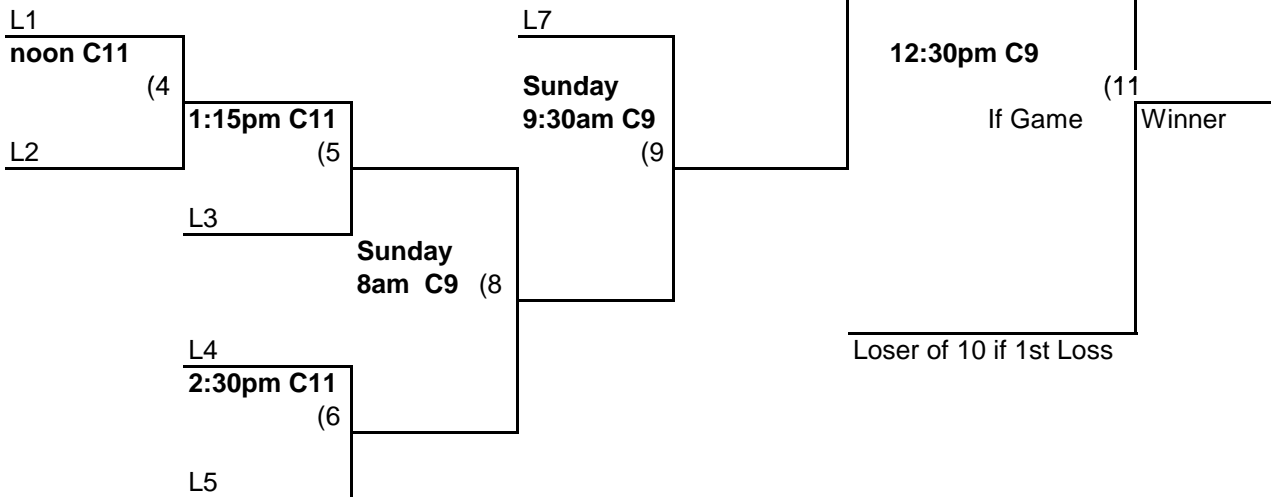 L1
noon C11
(4
L2
1:15pm C11
(5
L3
Sunday
8am C9 (8
L4
2:30pm C11
(6
L5
L7
Sunday
9:30am C9
(9
12:30pm C9
(11
If Game
Winner
Loser of 10 if 1st Loss